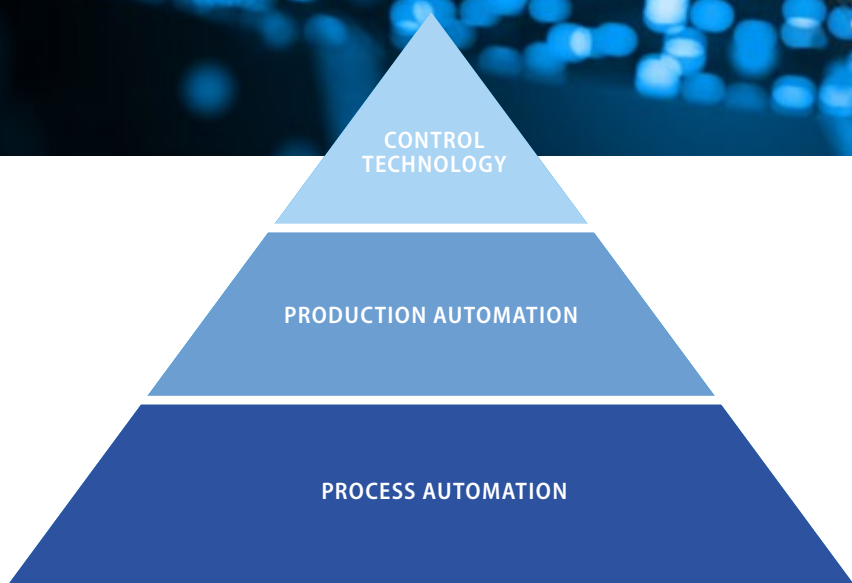 CONTROL
TECHNOLOGY
PRODUCTION AUTOMATION
PROCESS AUTOMATION